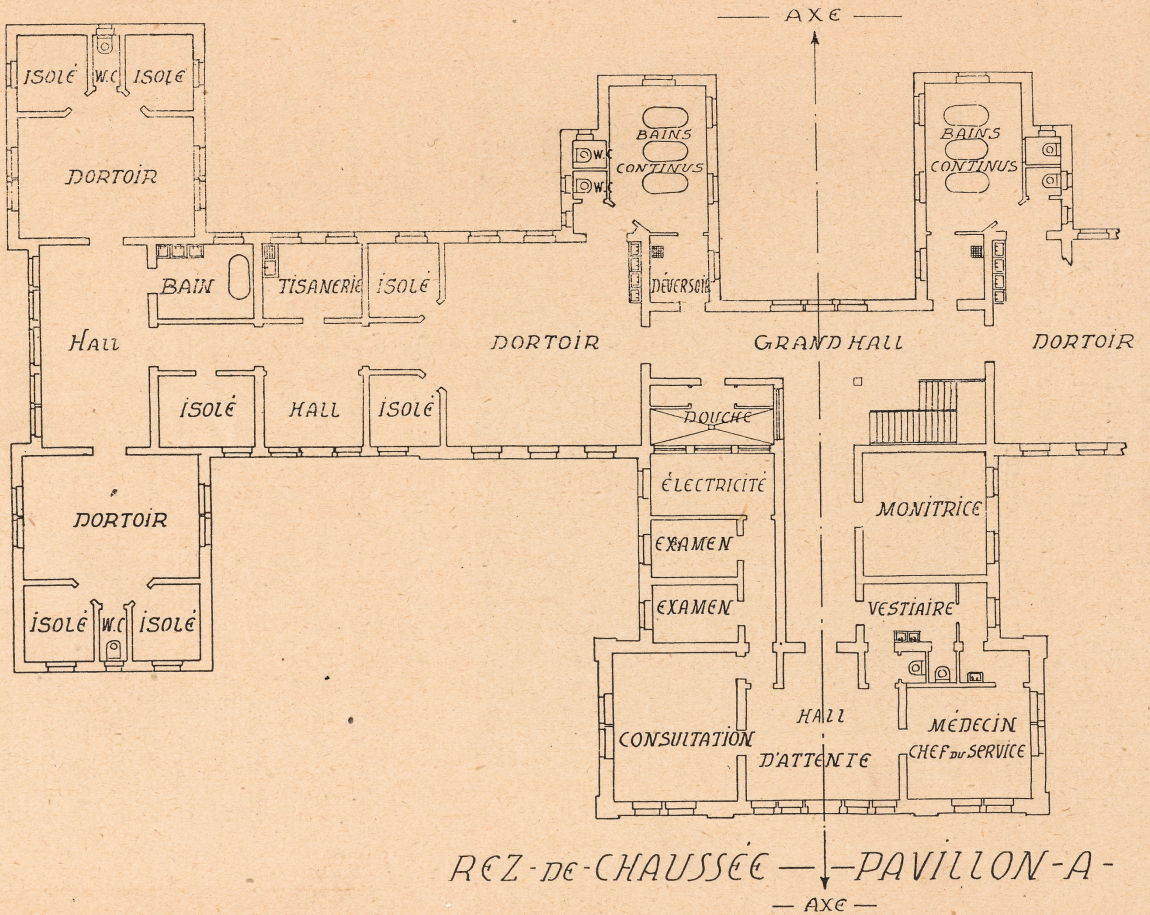 AXE
ISOLÉ
W.C
ISOLÉ
DORTOIR
BAINS
CONTINUS
W.C
W.C
BAINS
CONTINUS
BAIN
TISANERIE
ISOLÉ
DÉVERSOIR
HALL
DORTOIR
GRAND HALL
DORTOIR
ISOLÉ
HALL
ISOLÉ
DOUCHE
ÉLECTRICITÉ
MONITRICE
DORTOIR
EXAMEN
EXAMEN
VESTIAIRE
ISOLÉ
W.C
ISOLÉ
CONSULTATION
HALL
D'ATTENTE
MÉDECIN
CHEF DU SERVICE
REZ-DE-CHAUSSÉE — PAVILLON-A-
AXE